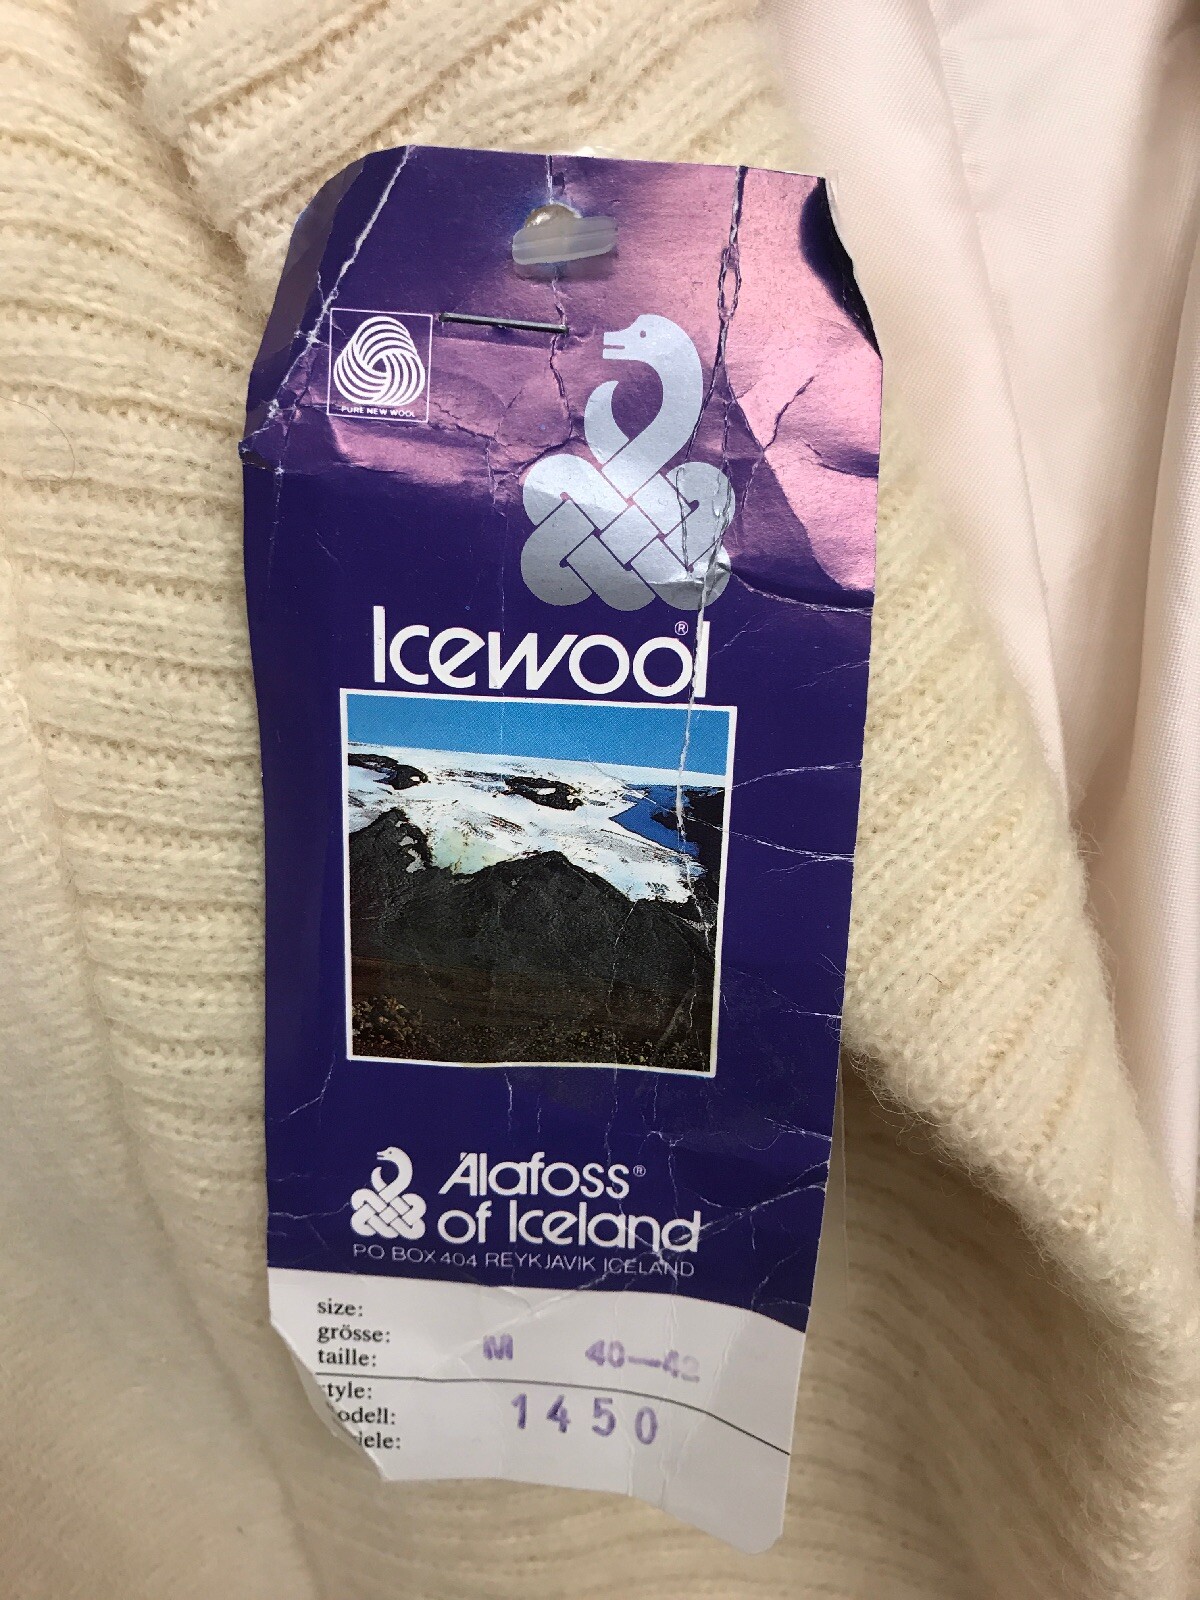 PURE NEW WOOL
Icewool®
Álafoss®
of Iceland
PO BOX 404 REYKJAVIK ICELAND
size:
grösse:
taille: M 40—42
tyle:
odell: 1450
iele: